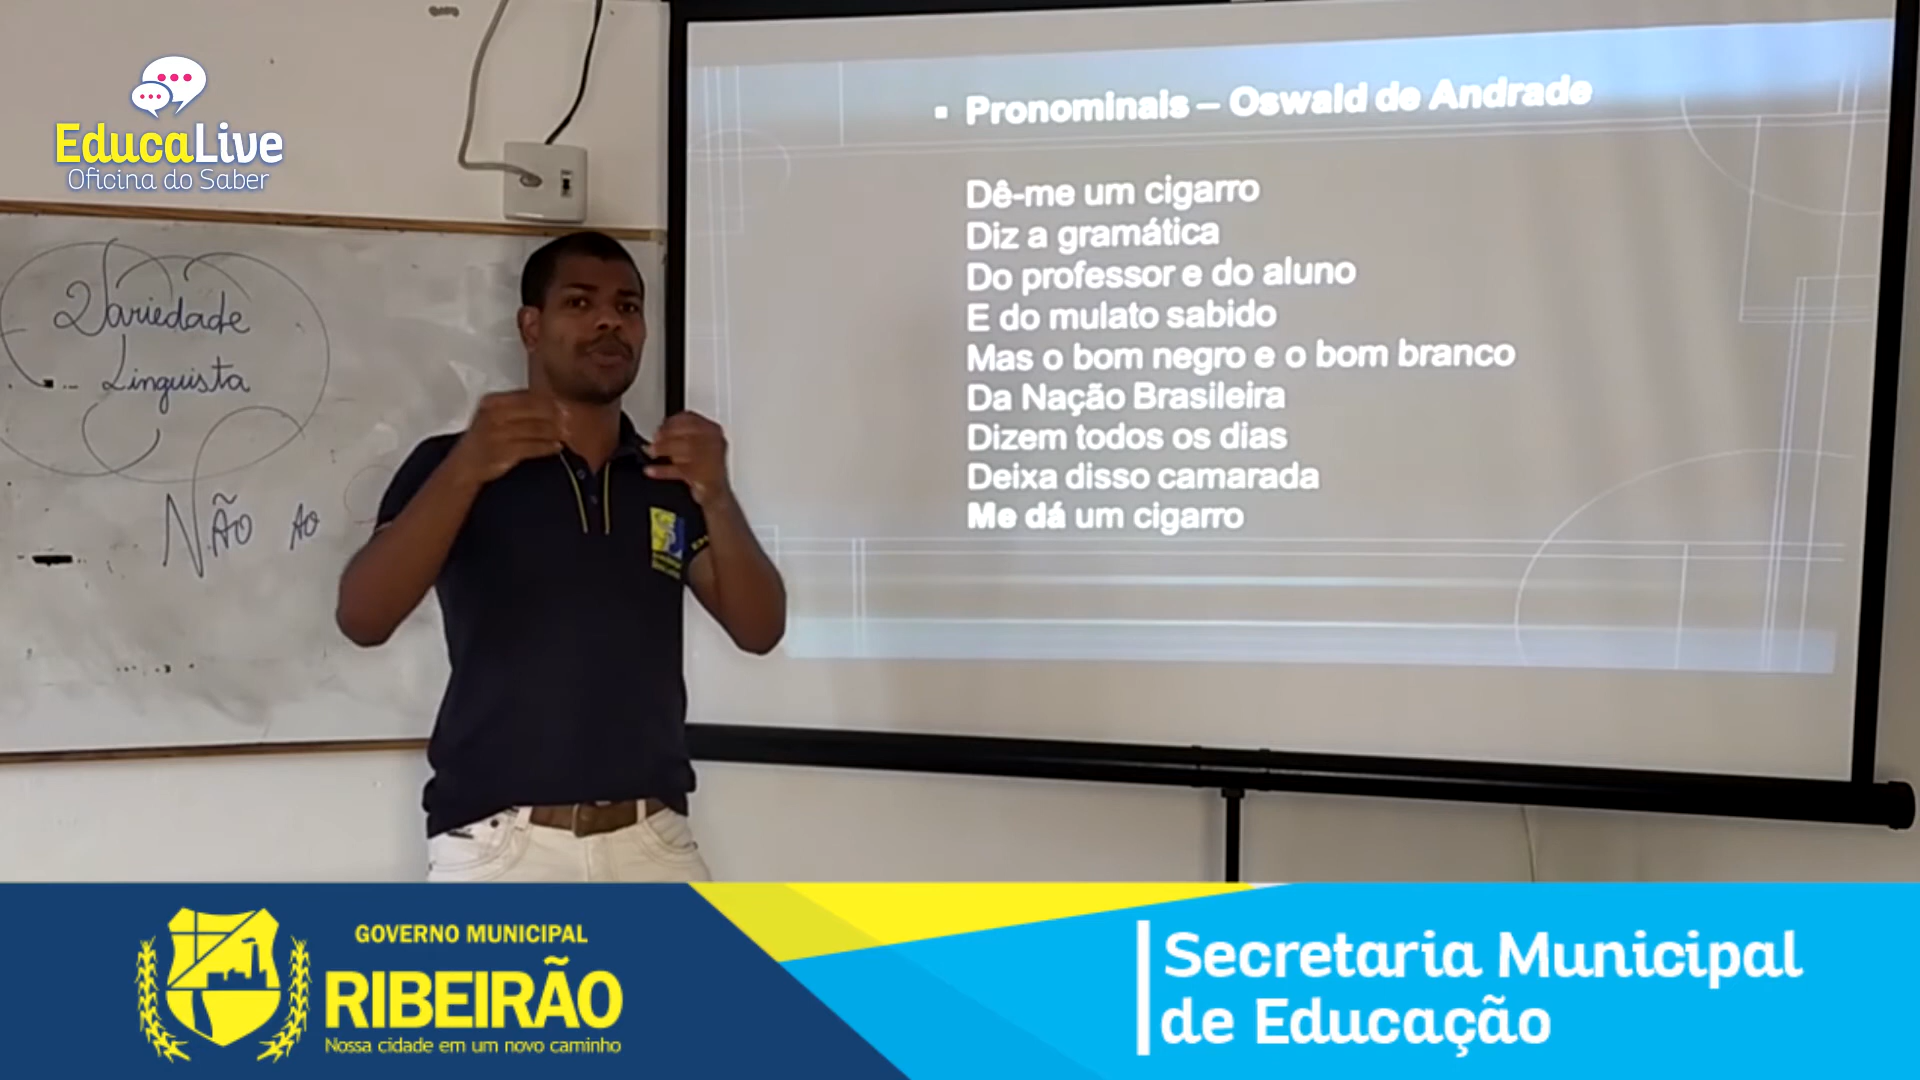 EducaLive
Oficina do Saber
Variedade
Linguista
NÃO AO
▪ Pronominais – Oswald de Andrade
Dê-me um cigarro
Diz a gramática
Do professor e do aluno
E do mulato sabido
Mas o bom negro e o bom branco
Da Nação Brasileira
Dizem todos os dias
Deixa disso camarada
Me dá um cigarro
GOVERNO MUNICIPAL
RIBEIRÃO
Nossa cidade em um novo caminho
Secretaria Municipal
de Educação